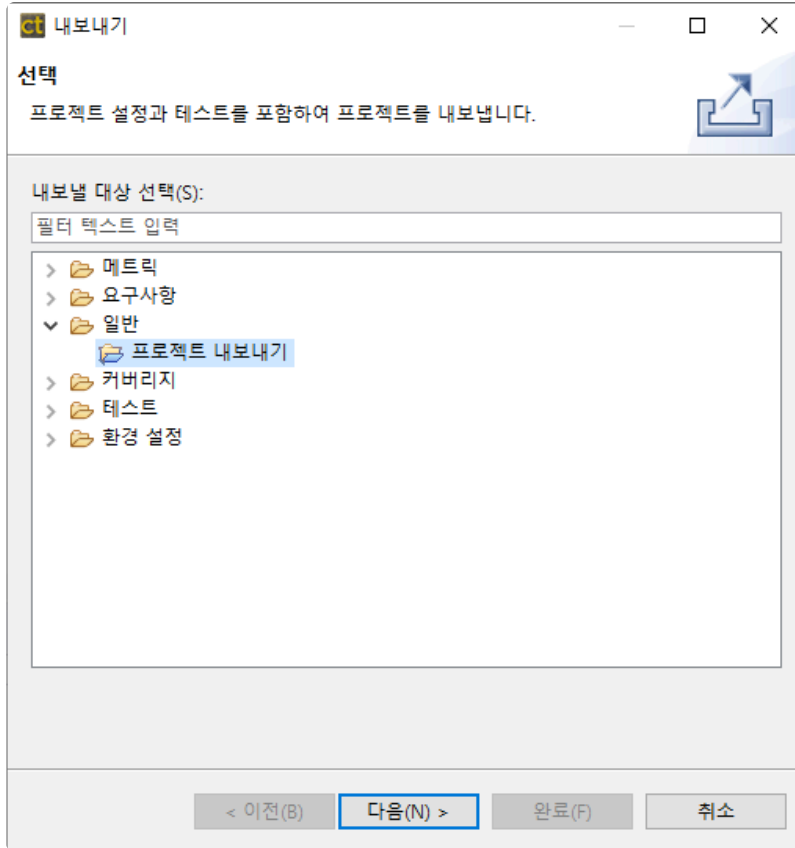 ct 내보내기
선택
프로젝트 설정과 테스트를 포함하여 프로젝트를 내보냅니다.
내보낼 대상 선택(S):
필터 텍스트 입력
메트릭
요구사항
일반
프로젝트 내보내기
커버리지
테스트
환경 설정
< 이전(B) 다음(N) > 완료(F) 취소